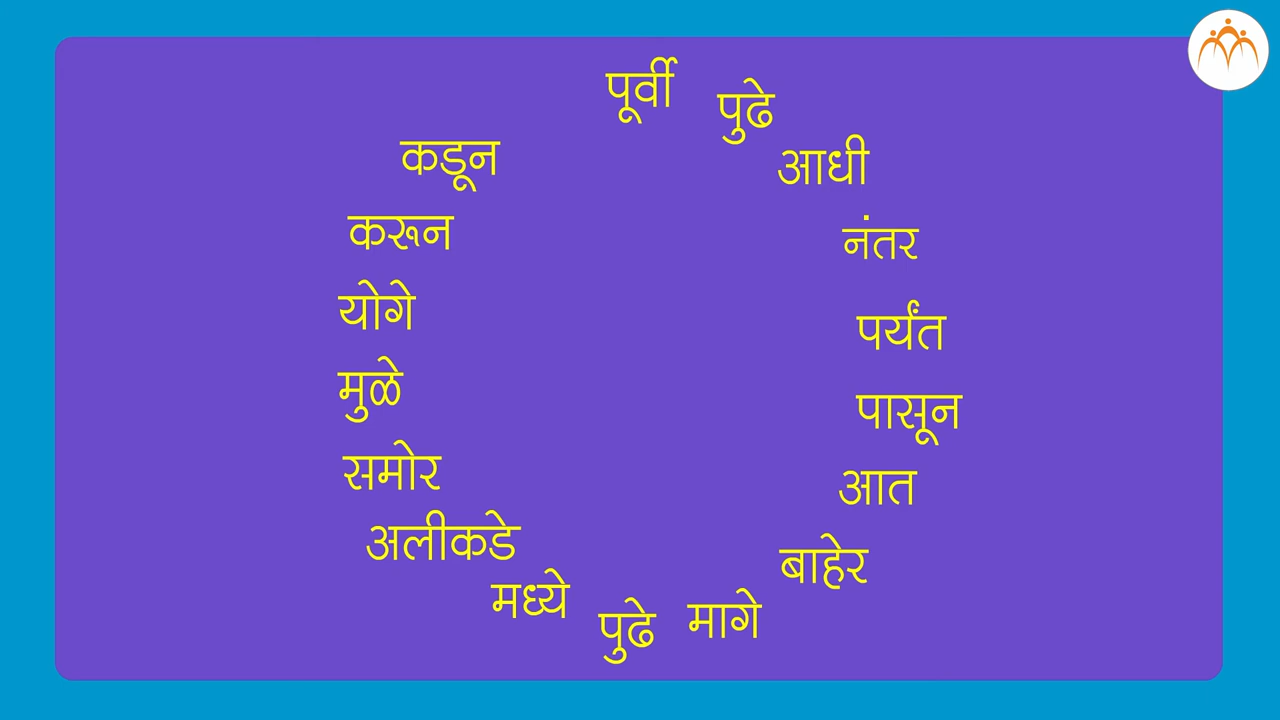 पूर्वी
पुढे
आधी
नंतर
पर्यंत
पासून
आत
बाहेर
मागे
पुढे
मध्ये
अलीकडे
समोर
मुळे
योगे
करून
कडून